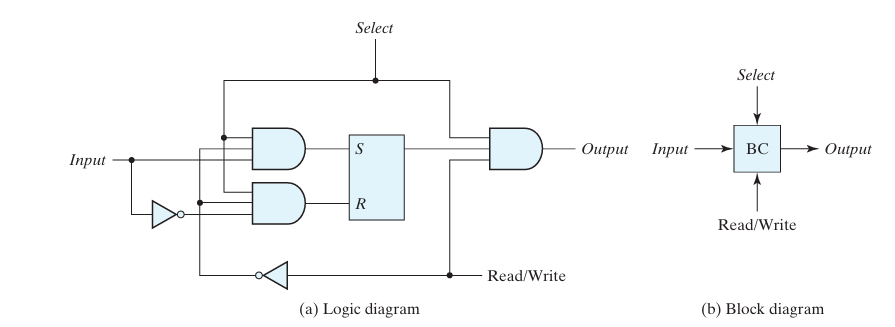 Select
Input
S
R
Output
Read/Write
(a) Logic diagram
Select
Input
BC
Output
Read/Write
(b) Block diagram